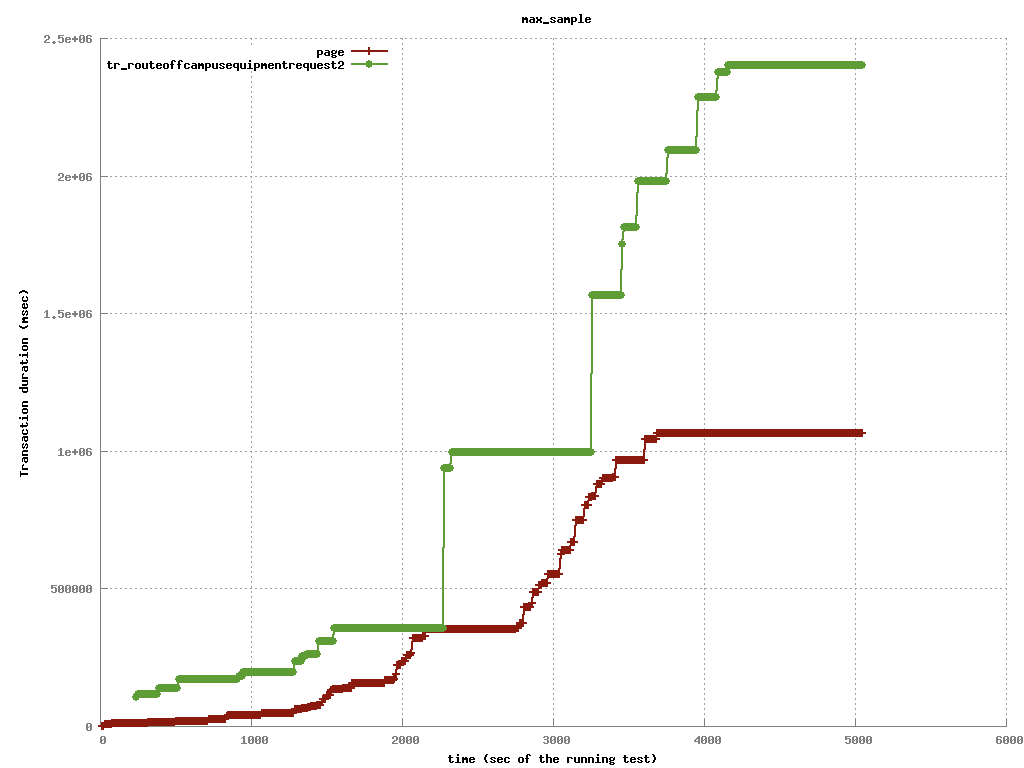 max_sample
page
tr_routeoffcampusequipmentrequest2
2.5e+06
2e+06
1.5e+06
1e+06
500000
0
Transaction duration (msec)
0 1000 2000 3000 4000 5000 6000
time (sec of the running test)